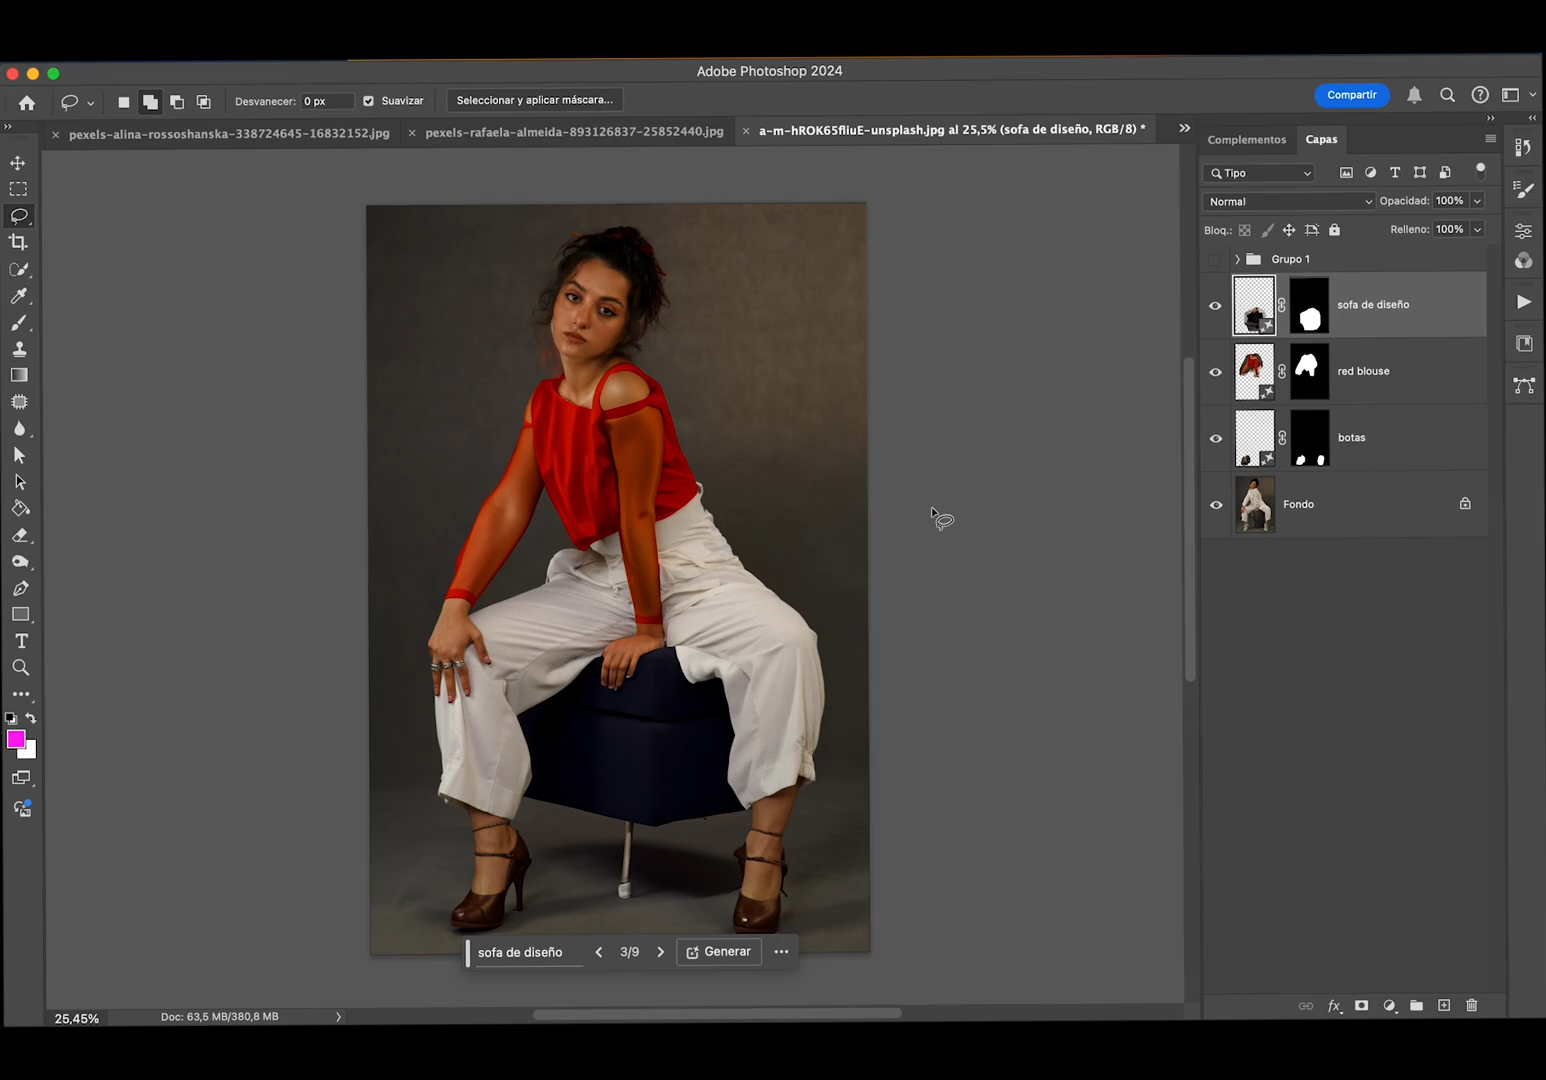 Adobe Photoshop 2024
Desvanecer: 0 px Suavizar Seleccionar y aplicar máscara... Compartir
pexels-alina-rossoshanska-338724645-16832152.jpg pexels-rafaela-almeida-893126837-25852440.jpg a-m-hROK65fliuE-unsplash.jpg al 25,5% (sofa de diseño, RGB/8) *
Complementos Capas
Tipo
Normal Opacidad: 100%
Bloq.: Relleno: 100%
Grupo 1
sofa de diseño
red blouse
botas
Fondo
sofa de diseño 3/9 Generar
25,45% Doc: 63,5 MB/380,8 MB